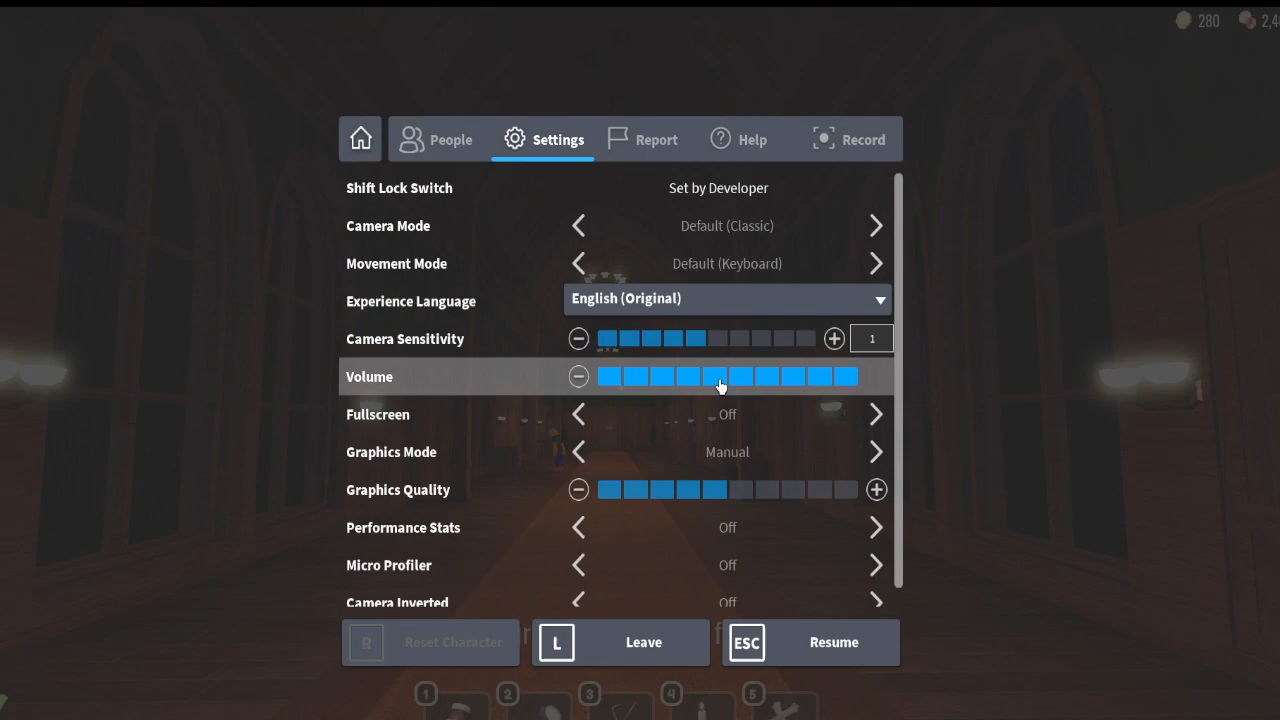 280 2,4
People Settings Report Help Record
Shift Lock Switch Set by Developer
Camera Mode Default (Classic)
Movement Mode Default (Keyboard)
Experience Language English (Original)
Camera Sensitivity 1
Volume
Fullscreen Off
Graphics Mode Manual
Graphics Quality
Performance Stats Off
Micro Profiler Off
Camera Inverted Off
R Reset Character L Leave ESC Resume
1 2 3 4 5